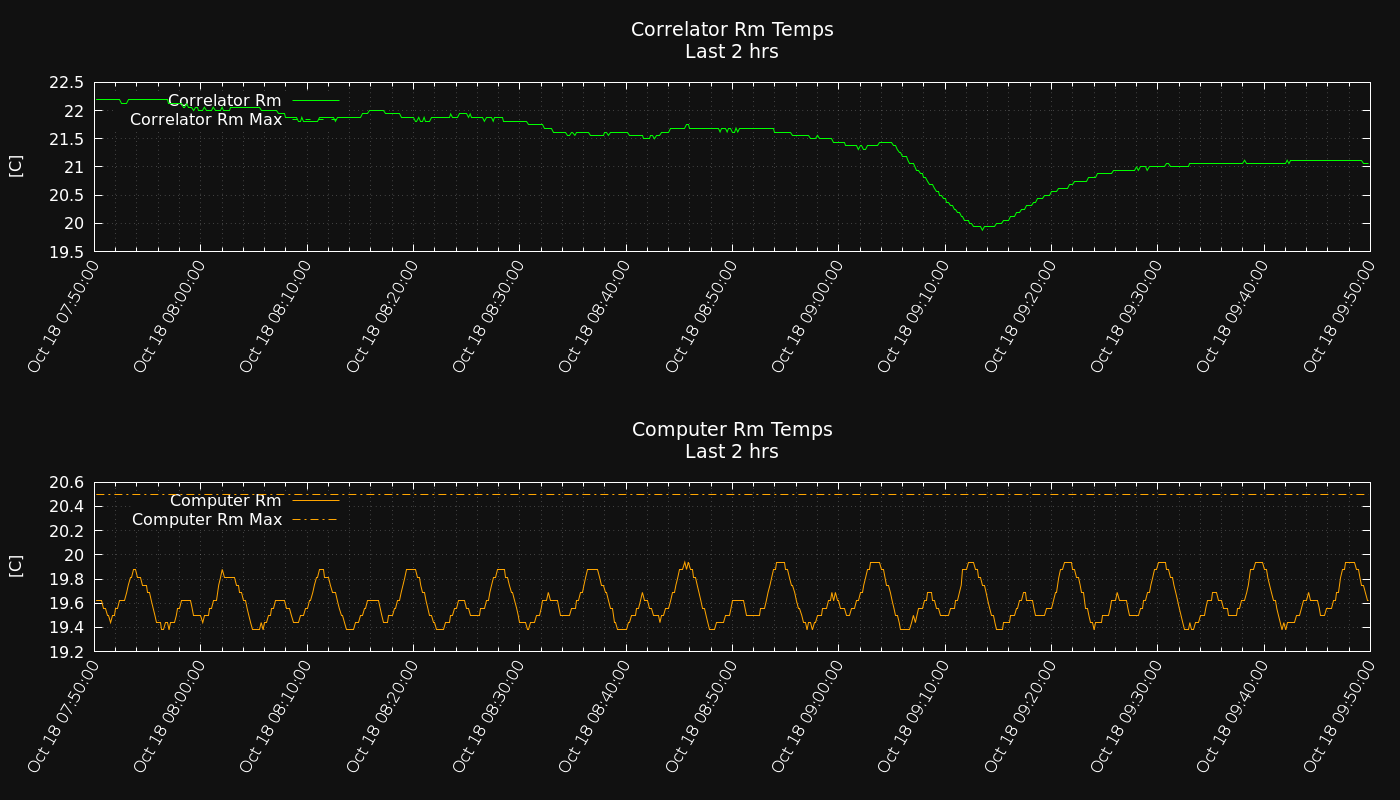 Correlator Rm Temps
Last 2 hrs
22.5
22
21.5
21
20.5
20
19.5
[C]
Correlator Rm
Correlator Rm Max
Oct 18 07:50:00
Oct 18 08:00:00
Oct 18 08:10:00
Oct 18 08:20:00
Oct 18 08:30:00
Oct 18 08:40:00
Oct 18 08:50:00
Oct 18 09:00:00
Oct 18 09:10:00
Oct 18 09:20:00
Oct 18 09:30:00
Oct 18 09:40:00
Oct 18 09:50:00
Computer Rm Temps
Last 2 hrs
20.6
20.4
20.2
20
19.8
19.6
19.4
19.2
[C]
Computer Rm
Computer Rm Max
Oct 18 07:50:00
Oct 18 08:00:00
Oct 18 08:10:00
Oct 18 08:20:00
Oct 18 08:30:00
Oct 18 08:40:00
Oct 18 08:50:00
Oct 18 09:00:00
Oct 18 09:10:00
Oct 18 09:20:00
Oct 18 09:30:00
Oct 18 09:40:00
Oct 18 09:50:00